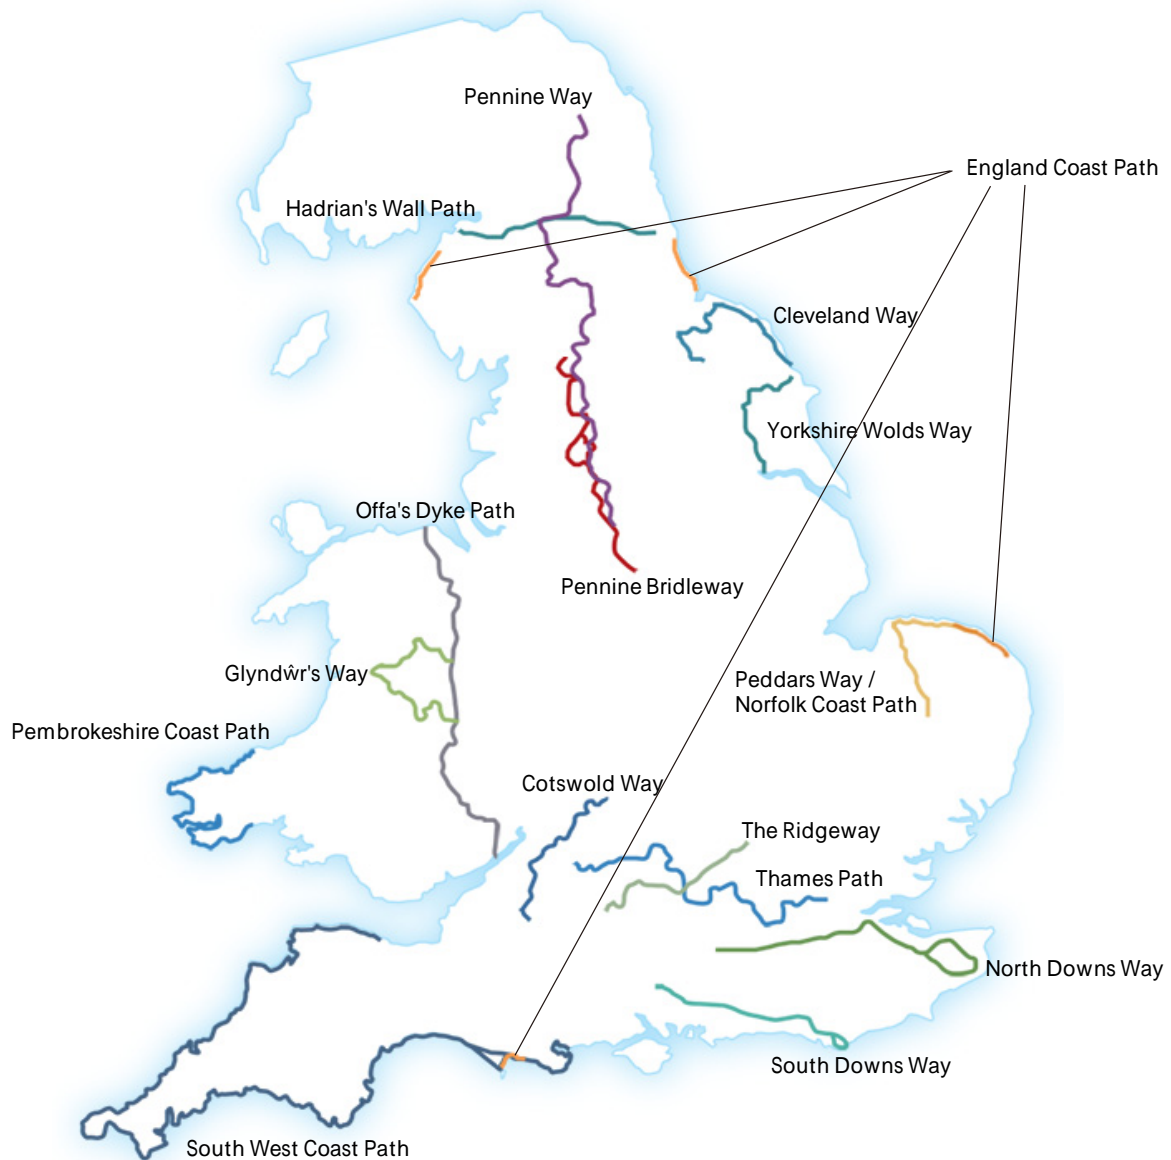 Pennine Way
England Coast Path
Hadrian's Wall Path
Cleveland Way
Yorkshire Wolds Way
Offa's Dyke Path
Pennine Bridleway
Glyndŵr's Way
Peddars Way /
Norfolk Coast Path
Pembrokeshire Coast Path
Cotswold Way
The Ridgeway
Thames Path
North Downs Way
South Downs Way
South West Coast Path